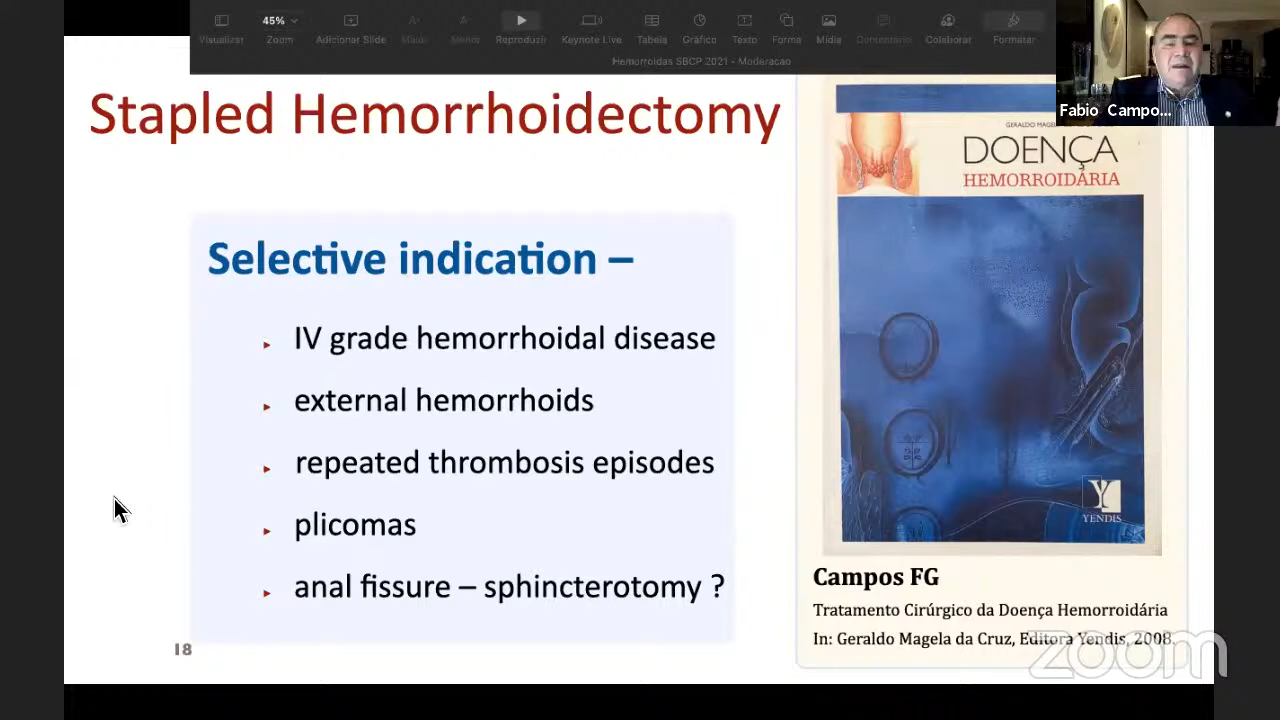 45%
Visualizar
Zoom
Adicionar Slide
Maior
Menor
Reproduzir
Keynote Live
Tabela
Gráfico
Texto
Forma
Mídia
Comentário
Colaborar
Formatar
Hemorroidas SBCP 2021 - Moderacao
Fabio Campo...
Stapled Hemorrhoidectomy
Selective indication –
IV grade hemorrhoidal disease
external hemorrhoids
repeated thrombosis episodes
plicomas
anal fissure – sphincterotomy ?
18
GERALDO
DOENÇA
HEMORROIDÁRIA
Y
YENDIS
Campos FG
Tratamento Cirúrgico da Doença Hemorroidária
In: Geraldo Magela da Cruz, Editora Yendis, 2008.
zoom